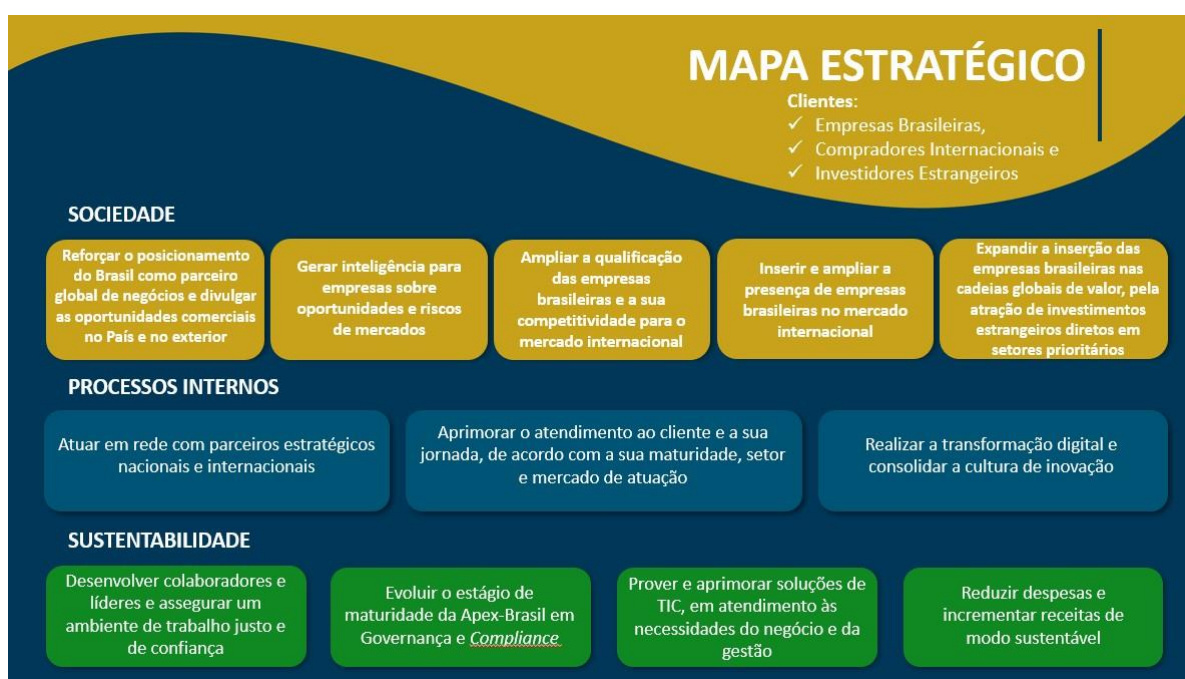 MAPA ESTRATÉGICO
Clientes:
✓ Empresas Brasileiras,
✓ Compradores Internacionais e
✓ Investidores Estrangeiros
SOCIEDADE
Reforçar o posicionamento
do Brasil como parceiro
global de negócios e divulgar
as oportunidades comerciais
no País e no exterior
Gerar inteligência para
empresas sobre
oportunidades e riscos
de mercados
Ampliar a qualificação
das empresas
brasileiras e a sua
competitividade para o
mercado internacional
Inserir e ampliar a
presença de empresas
brasileiras no mercado
internacional
Expandir a inserção das
empresas brasileiras nas
cadeias globais de valor, pela
atração de investimentos
estrangeiros diretos em
setores prioritários
PROCESSOS INTERNOS
Atuar em rede com parceiros estratégicos
nacionais e internacionais
Aprimorar o atendimento ao cliente e a sua
jornada, de acordo com a sua maturidade, setor
e mercado de atuação
Realizar a transformação digital e
consolidar a cultura de inovação
SUSTENTABILIDADE
Desenvolver colaboradores e
líderes e assegurar um
ambiente de trabalho justo e
de confiança
Evoluir o estágio de
maturidade da Apex-Brasil em
Governança e Compliance
Prover e aprimorar soluções de
TIC, em atendimento às
necessidades do negócio e da
gestão
Reduzir despesas e
incrementar receitas de
modo sustentável